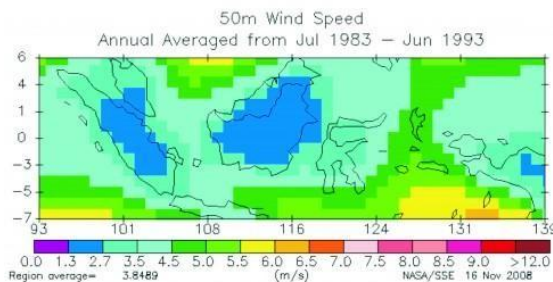 50m Wind Speed
Annual Averaged from Jul 1983 – Jun 1993
6
4
1
0
-3
-5
-7
93 101 108 116 124 131 139
0.0 1.3 2.7 3.5 4.5 5.0 5.5 6.0 6.5 7.0 7.5 8.0 8.5 9.0 >12.0
Region average= 3.8489 (m/s) NASA/SSE 16 Nov 2008